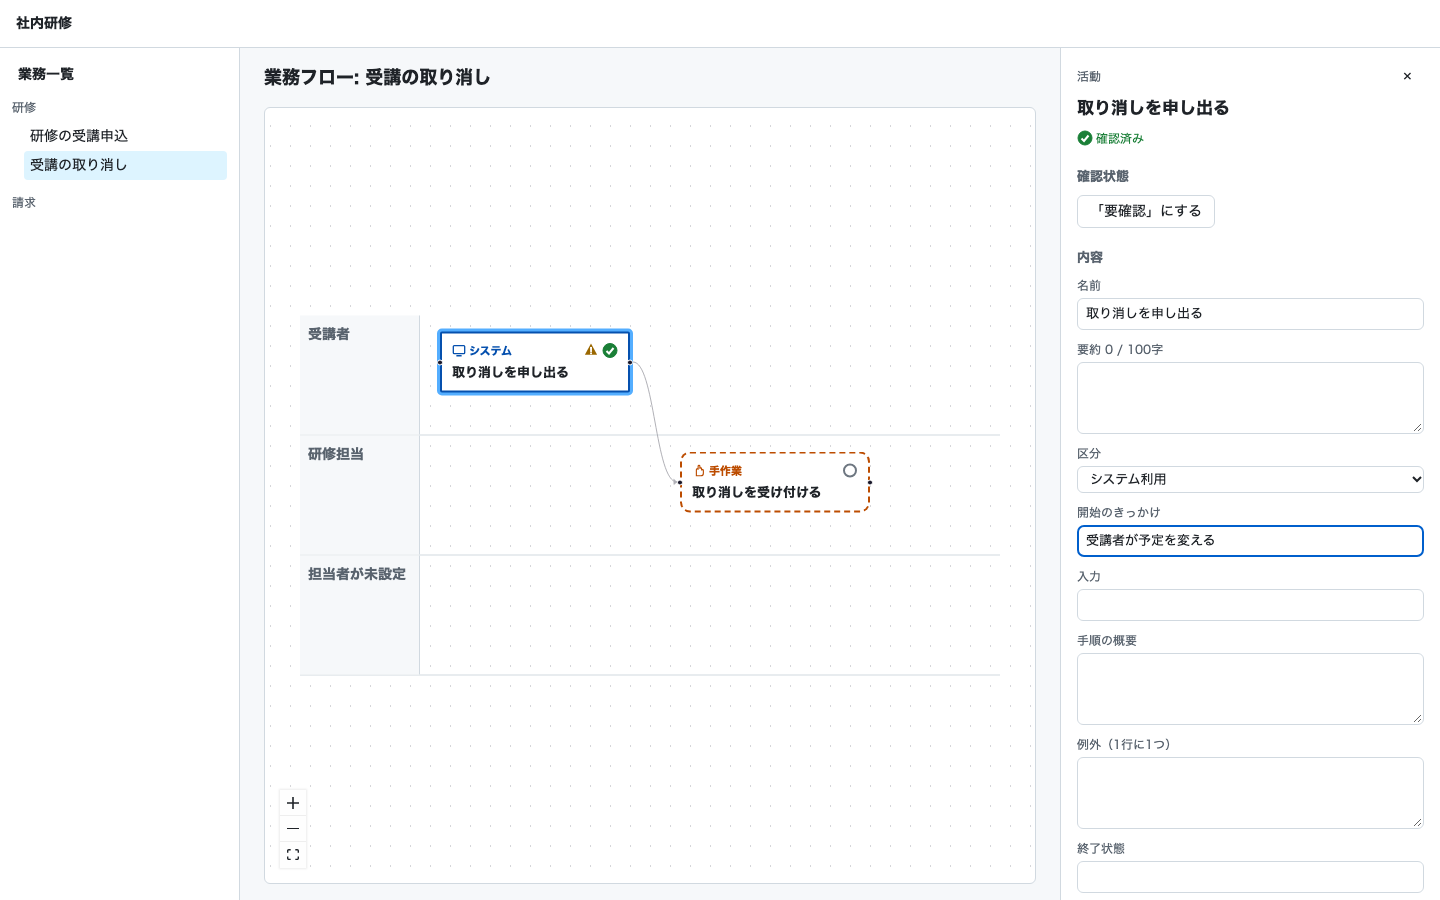 社内研修
業務一覧
研修
研修の受講申込
受講の取り消し
請求
業務フロー: 受講の取り消し
受講者
システム
取り消しを申し出る
研修担当
手作業
取り消しを受け付ける
担当者が未設定
活動
取り消しを申し出る
確認済み
確認状態
「要確認」にする
内容
名前
取り消しを申し出る
要約 0 / 100字
区分
システム利用
開始のきっかけ
受講者が予定を変える
入力
手順の概要
例外（1行に1つ）
終了状態